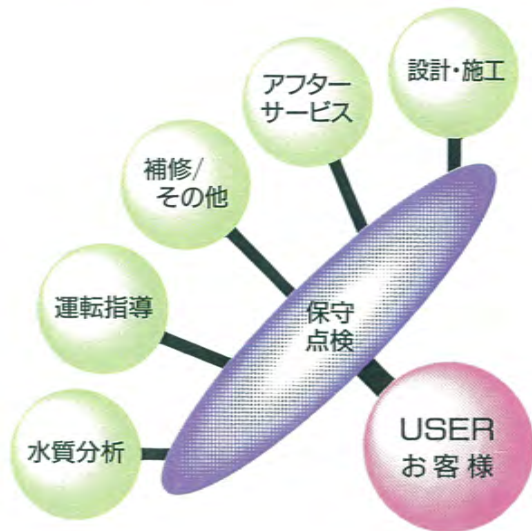 設計・施工
アフター
サービス
補修/
その他
運転指導
水質分析
保守
点検
USER
お客様